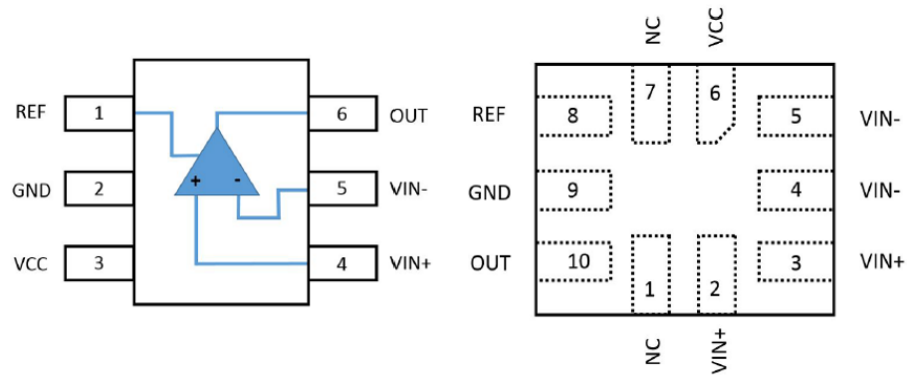 REF 1 6 OUT
GND 2 5 VIN-
VCC 3 4 VIN+
+ -
NC VCC
7 6
REF 8 5 VIN-
GND 9 4 VIN-
OUT 10 3 VIN+
1 2
NC VIN+